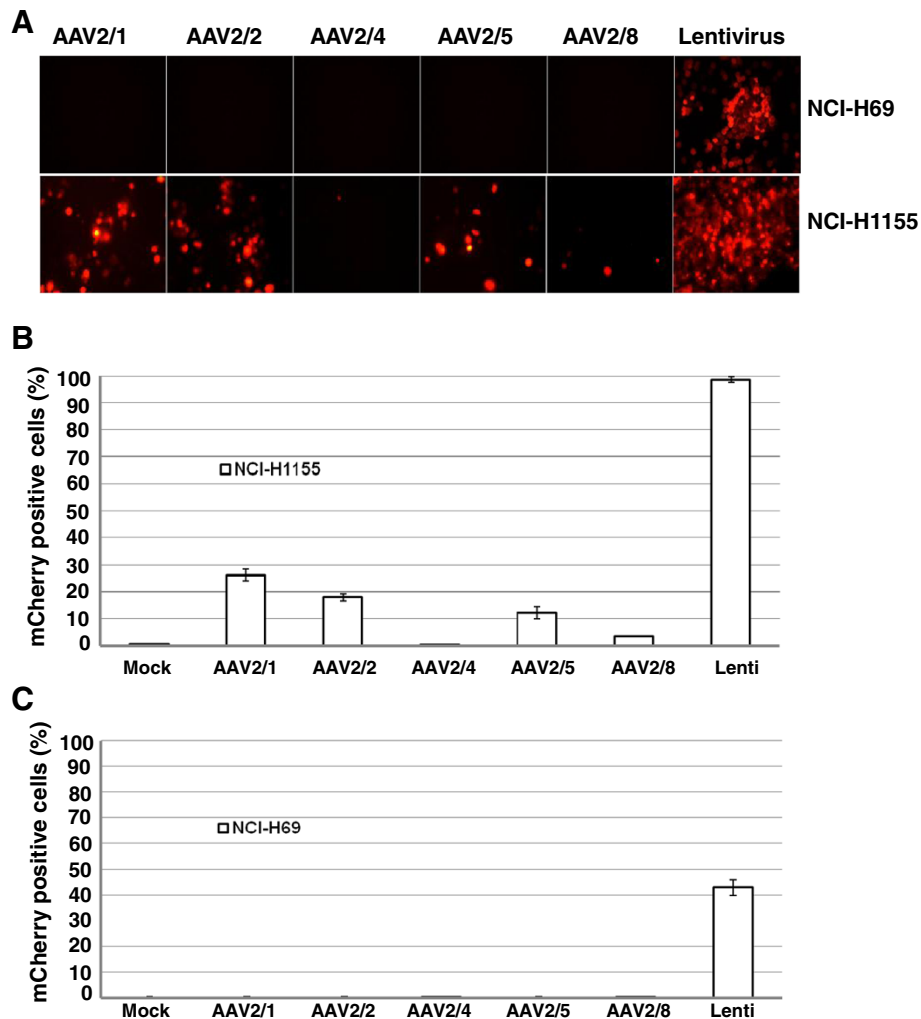 A
AAV2/1 AAV2/2 AAV2/4 AAV2/5 AAV2/8 Lentivirus
NCI-H69
NCI-H1155
B
mCherry positive cells (%)
100
90
80
70
60
50
40
30
20
10
0
NCI-H1155
Mock AAV2/1 AAV2/2 AAV2/4 AAV2/5 AAV2/8 Lenti
C
mCherry positive cells (%)
100
90
80
70
60
50
40
30
20
10
0
NCI-H69
Mock AAV2/1 AAV2/2 AAV2/4 AAV2/5 AAV2/8 Lenti